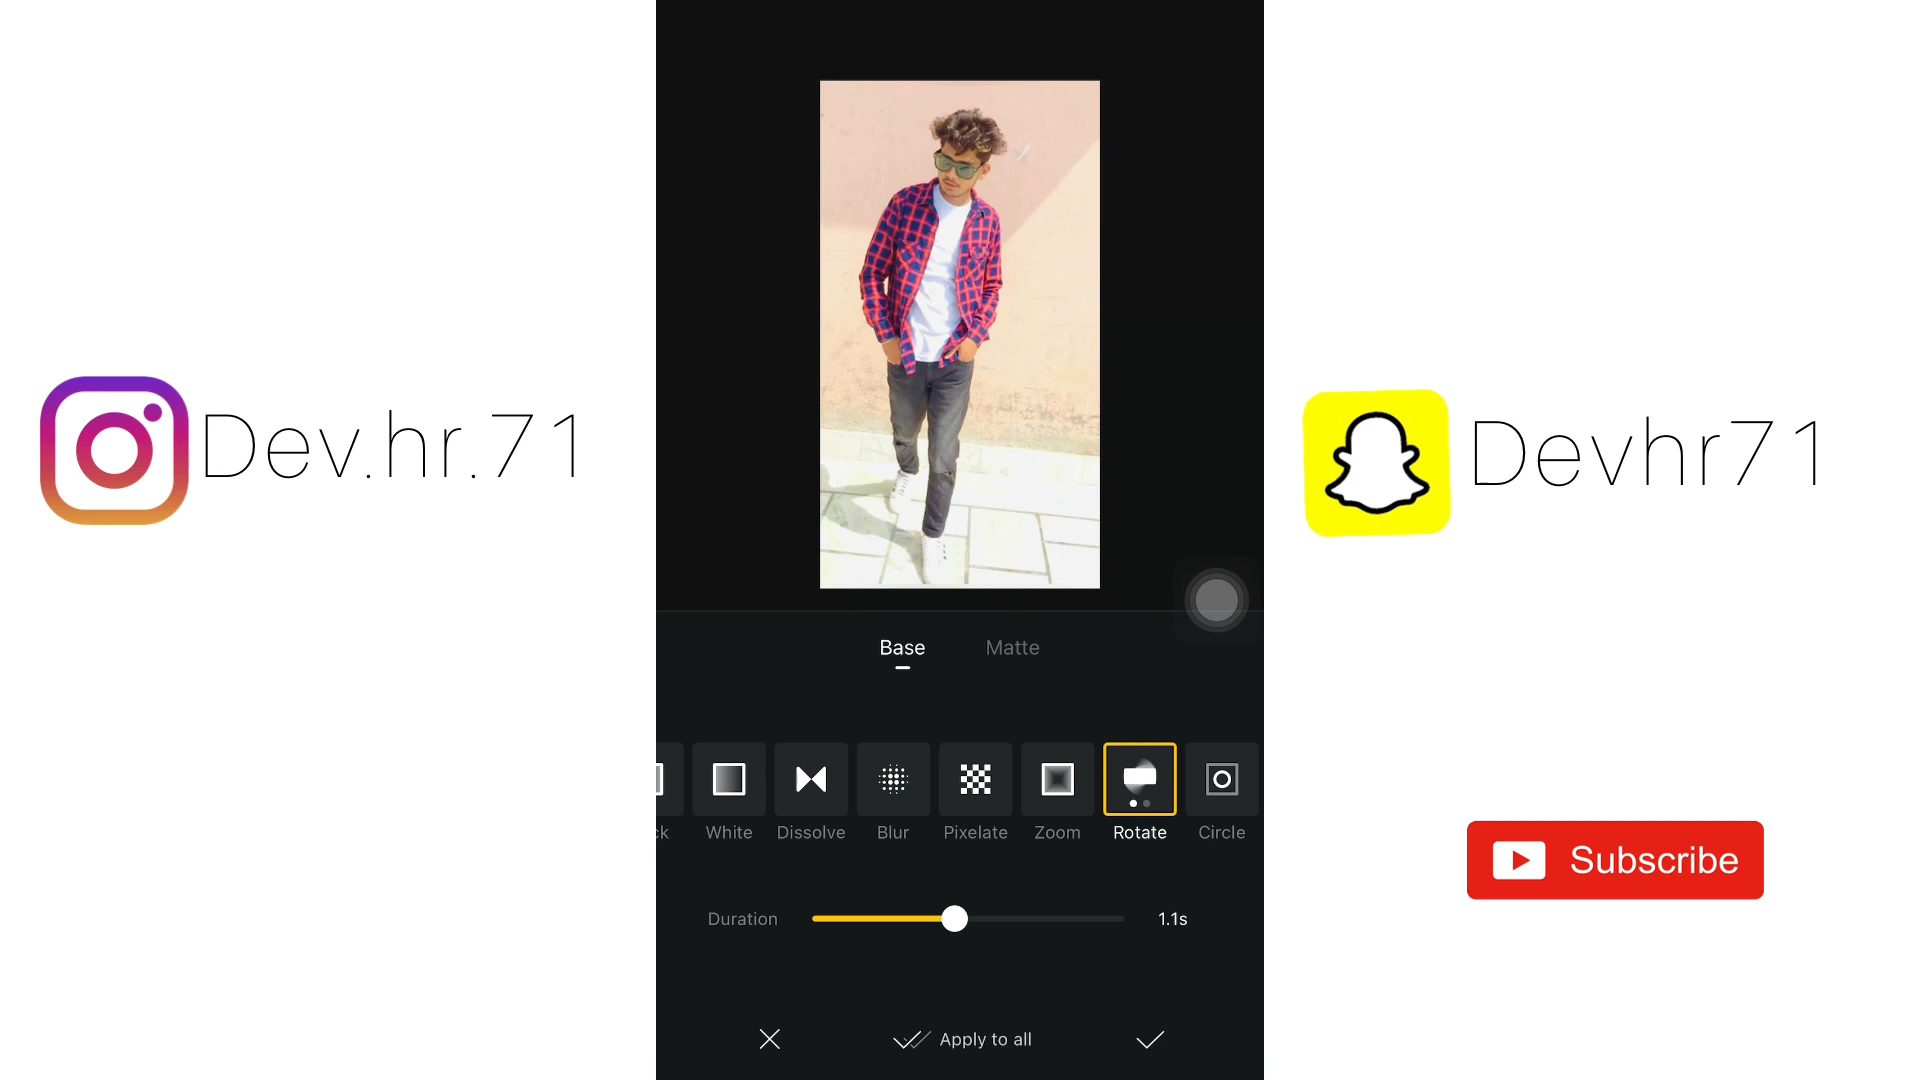 Dev.hr.71
Devhr71
Base Matte
ck White Dissolve Blur Pixelate Zoom Rotate Circle
Duration 1.1s
Subscribe
Apply to all